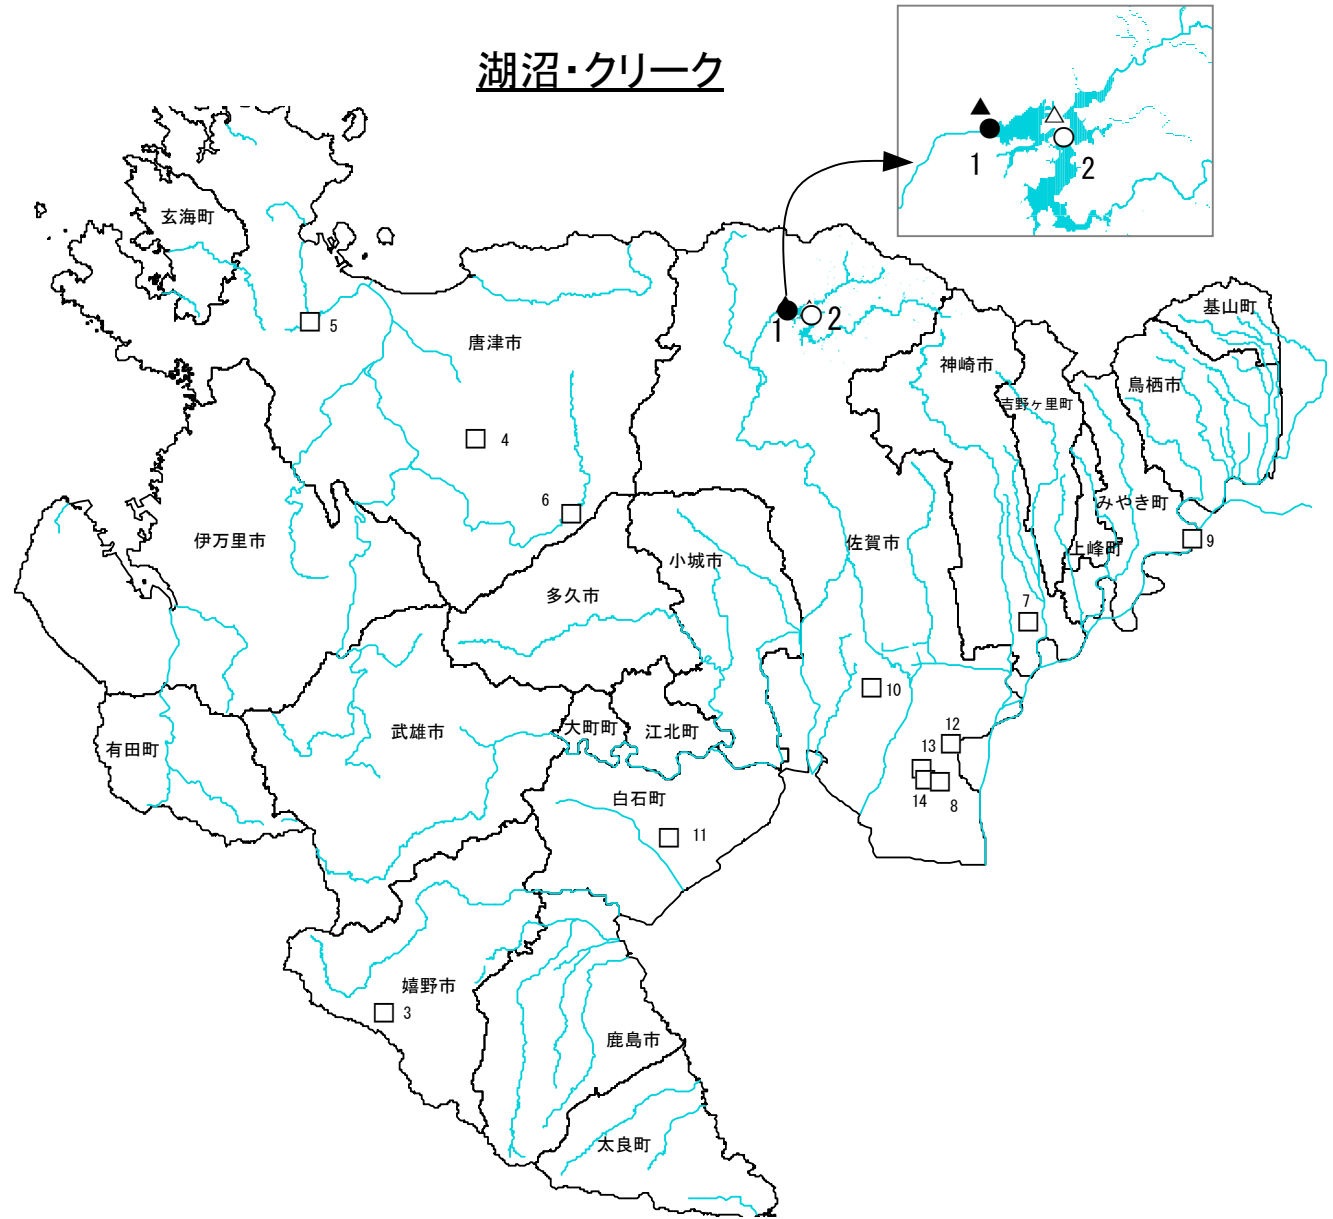 湖沼・クリーク
1
2
玄海町
5
唐津市
1
2
基山町
神崎市
鳥栖市
吉野ヶ里町
4
6
みやき町
伊万里市
佐賀市
上峰町
9
小城市
多久市
7
10
有田町
武雄市
大町町
江北町
12
13
白石町
14
8
11
嬉野市
3
鹿島市
太良町